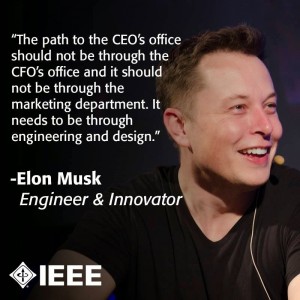 "The path to the CEO's office
should not be through the
CFO's office and it should
not be through the
marketing department. It
needs to be through
engineering and design."
-Elon Musk
Engineer & Innovator
IEEE